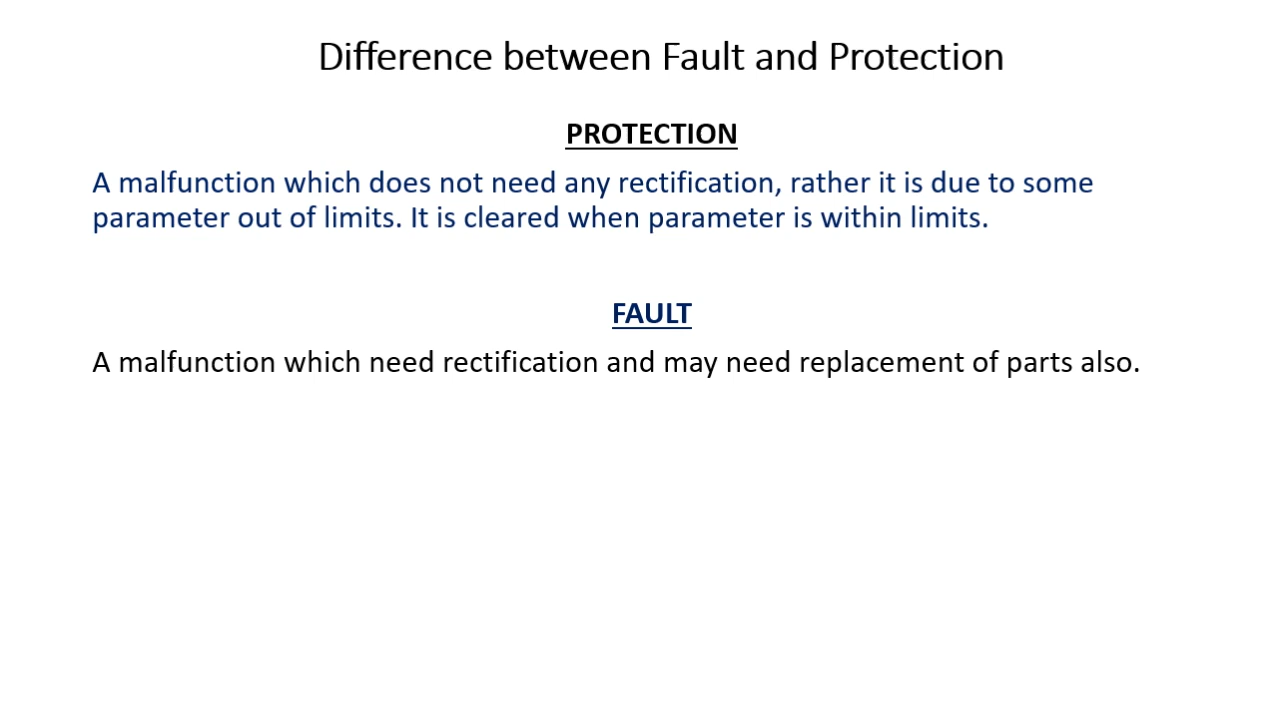 Difference between Fault and Protection
PROTECTION
A malfunction which does not need any rectification, rather it is due to some
parameter out of limits. It is cleared when parameter is within limits.
FAULT
A malfunction which need rectification and may need replacement of parts also.